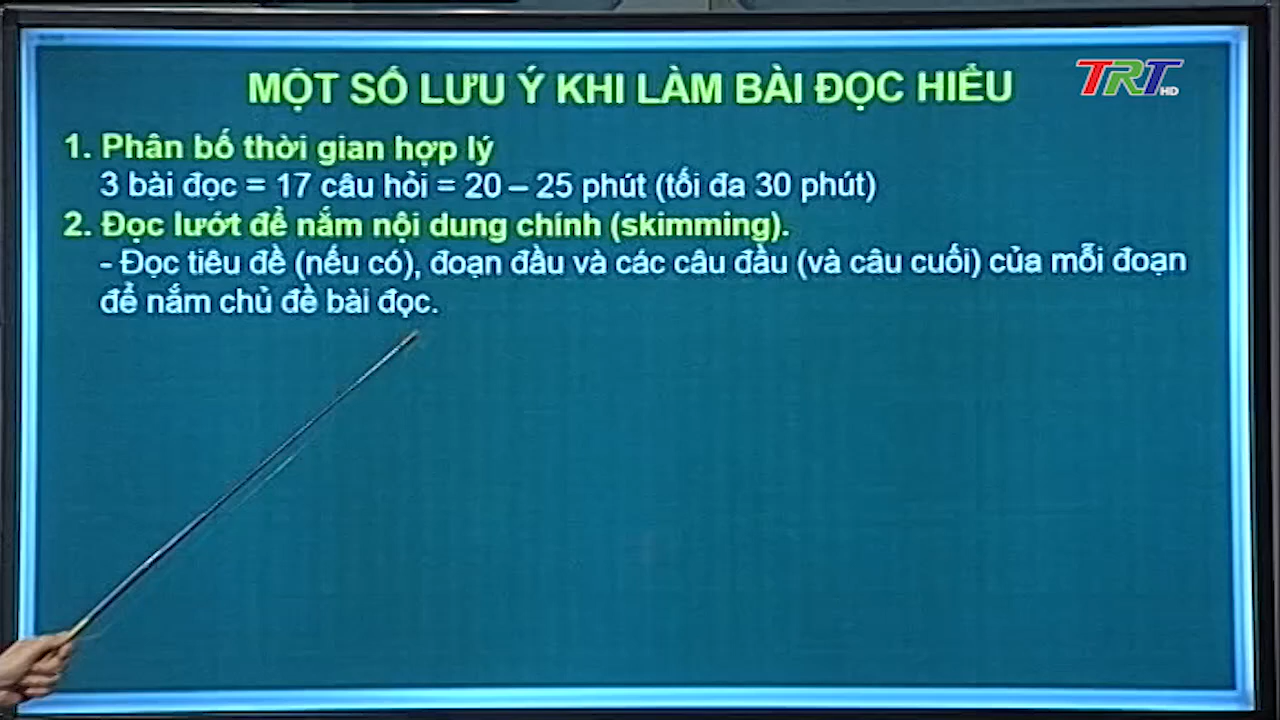 MỘT SỐ LƯU Ý KHI LÀM BÀI ĐỌC HIỂU
TRT HD
1. Phân bố thời gian hợp lý
3 bài đọc = 17 câu hỏi = 20 – 25 phút (tối đa 30 phút)
2. Đọc lướt để nắm nội dung chính (skimming).
- Đọc tiêu đề (nếu có), đoạn đầu và các câu đầu (và câu cuối) của mỗi đoạn
để nắm chủ đề bài đọc.